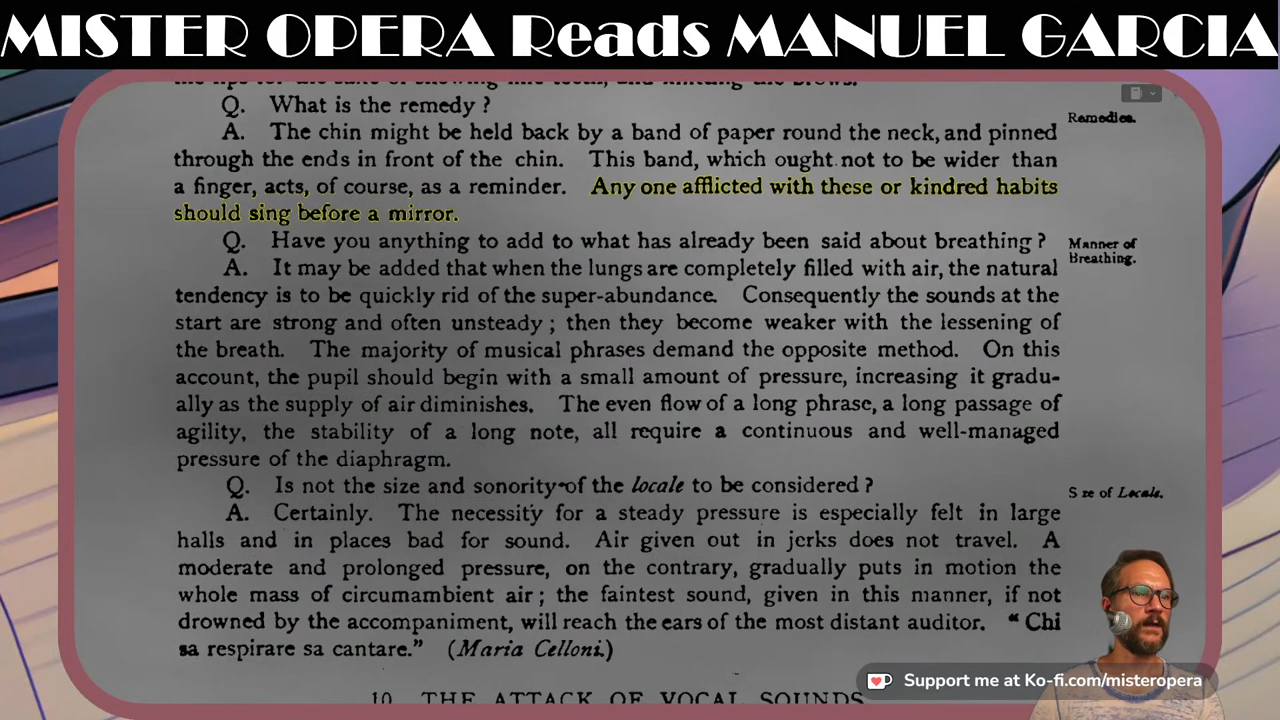 MISTER OPERA Reads MANUEL GARCIA
Q. What is the remedy ?
Remedies.
A. The chin might be held back by a band of paper round the neck, and pinned
through the ends in front of the chin. This band, which ought not to be wider than
a finger, acts, of course, as a reminder. Any one afflicted with these or kindred habits
should sing before a mirror.
Q. Have you anything to add to what has already been said about breathing ?
Manner of
Breathing.
A. It may be added that when the lungs are completely filled with air, the natural
tendency is to be quickly rid of the super-abundance. Consequently the sounds at the
start are strong and often unsteady ; then they become weaker with the lessening of
the breath. The majority of musical phrases demand the opposite method. On this
account, the pupil should begin with a small amount of pressure, increasing it gradu-
ally as the supply of air diminishes. The even flow of a long phrase, a long passage of
agility, the stability of a long note, all require a continuous and well-managed
pressure of the diaphragm.
Q. Is not the size and sonority of the locale to be considered ?
S ze of Locale.
A. Certainly. The necessity for a steady pressure is especially felt in large
halls and in places bad for sound. Air given out in jerks does not travel. A
moderate and prolonged pressure, on the contrary, gradually puts in motion the
whole mass of circumambient air ; the faintest sound, given in this manner, if not
drowned by the accompaniment, will reach the ears of the most distant auditor. “ Chi
sa respirare sa cantare.” (Maria Celloni.)
10. THE ATTACK OF VOCAL SOUNDS
Support me at Ko-fi.com/misteropera